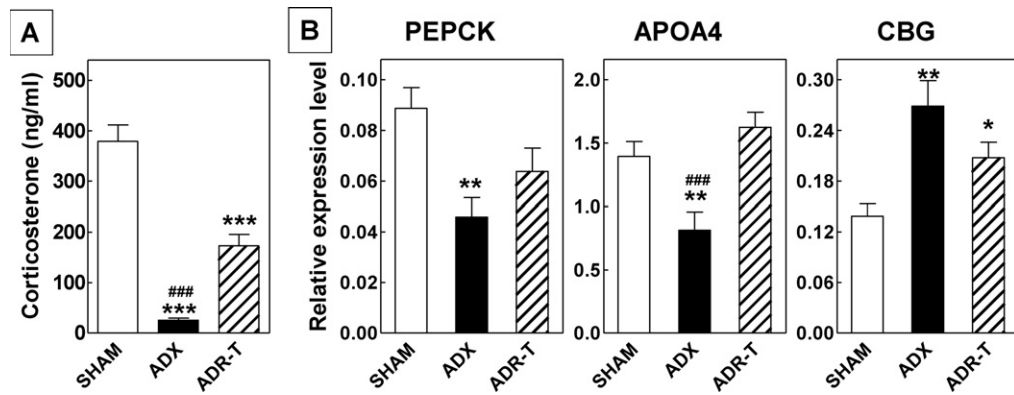 A
Corticosterone (ng/ml)
500
400
300
200
100
0
###
***
***
SHAM
ADX
ADR-T
B
Relative expression level
PEPCK
0.10
0.08
0.06
0.04
0.02
0.00
**
SHAM
ADX
ADR-T
APOA4
2.0
1.5
1.0
0.5
0.0
###
**
SHAM
ADX
ADR-T
CBG
0.30
0.24
0.18
0.12
0.06
0.00
**
*
SHAM
ADX
ADR-T